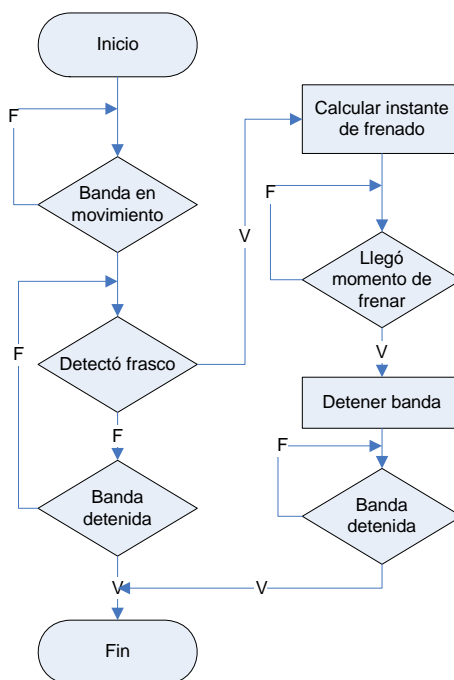 Inicio
F
Banda en
movimiento
F
Detectó frasco
F
Banda
detenida
V
Fin
V
Calcular instante
de frenado
F
Llegó
momento de
frenar
V
Detener banda
F
Banda
detenida
V